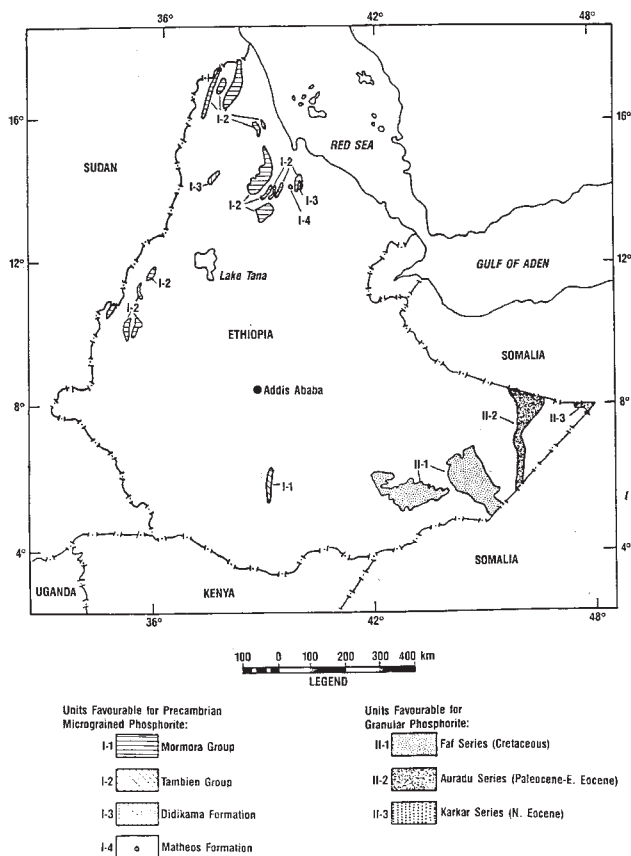 36°
42°
48°
I-1
I-2
16°
16°
I-2
RED SEA
SUDAN
I-2
I-3
I-3
I-2
I-4
12°
12°
I-2
Lake Tana
GULF OF ADEN
I-2
ETHIOPIA
SOMALIA
Addis Ababa
8°
8°
II-2
II-3
II-1
I-1
4°
4°
SOMALIA
UGANDA
KENYA
36°
42°
48°
100 0 100 200 300 400 km
LEGEND
Units Favourable for Precambrian
Micrograined Phosphorite:
I-1 Mormora Group
I-2 Tambien Group
I-3 Didikama Formation
I-4 Matheos Formation
Units Favourable for
Granular Phosphorite:
II-1 Faf Series (Cretaceous)
II-2 Auradu Series (Paleocene-E. Eocene)
II-3 Karkar Series (N. Eocene)